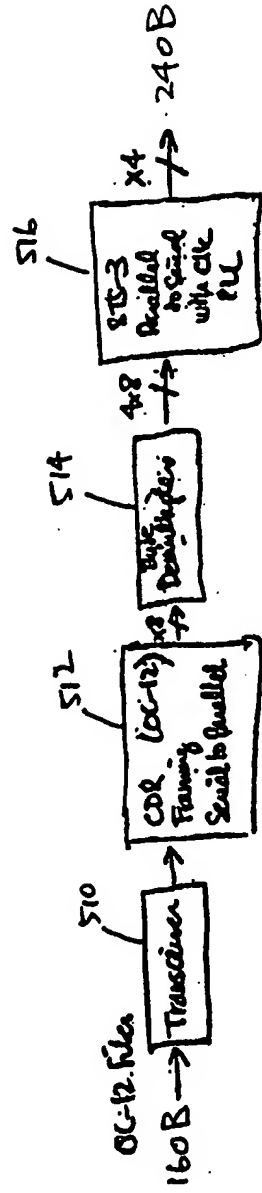 OC-12 Fiber
160B
510
Transceiver
512
CDR (OC-12)
Framing
Serial to Parallel
x8
514
Byte
Demultiplexer
4x8
516
STS-3
Parallel
to Serial
with Clk
PLL
x4
240B